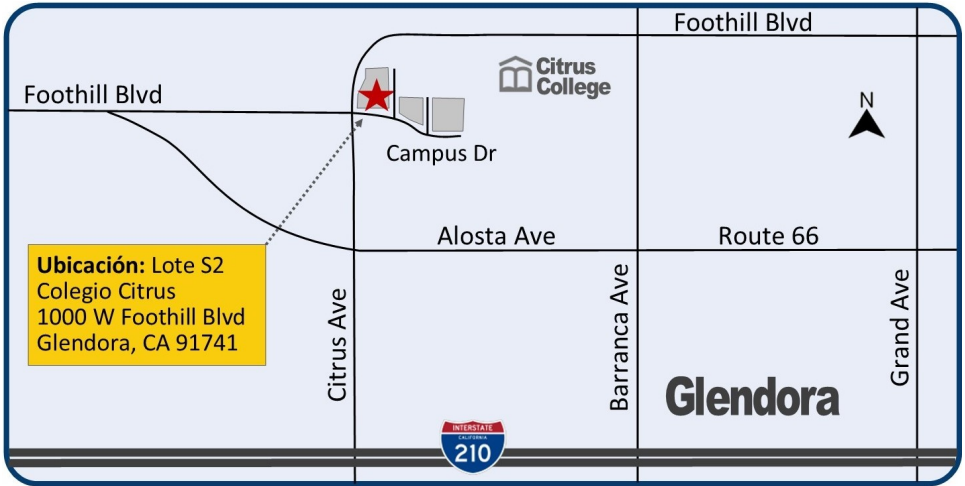 Foothill Blvd
Citrus
College
Foothill Blvd
N
Campus Dr
Alosta Ave
Route 66
Ubicación: Lote S2
Colegio Citrus
1000 W Foothill Blvd
Glendora, CA 91741
Citrus Ave
Barranca Ave
Grand Ave
Glendora
INTERSTATE
CALIFORNIA
210